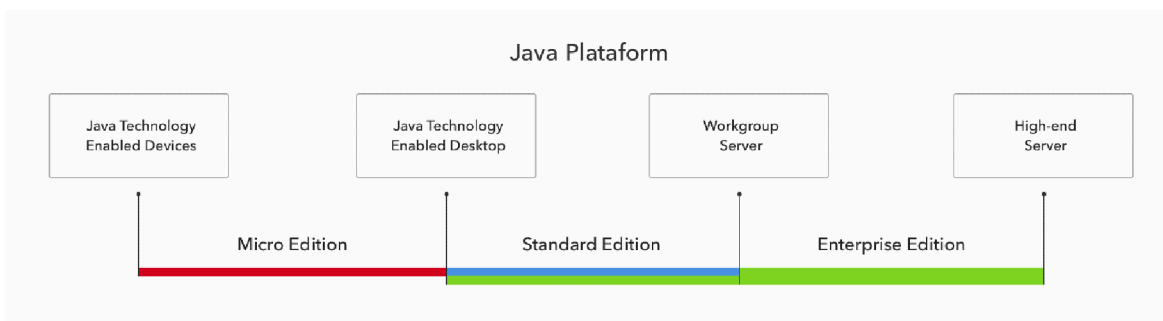 Java Plataform
Java Technology
Enabled Devices
Java Technology
Enabled Desktop
Workgroup
Server
High-end
Server
Micro Edition
Standard Edition
Enterprise Edition